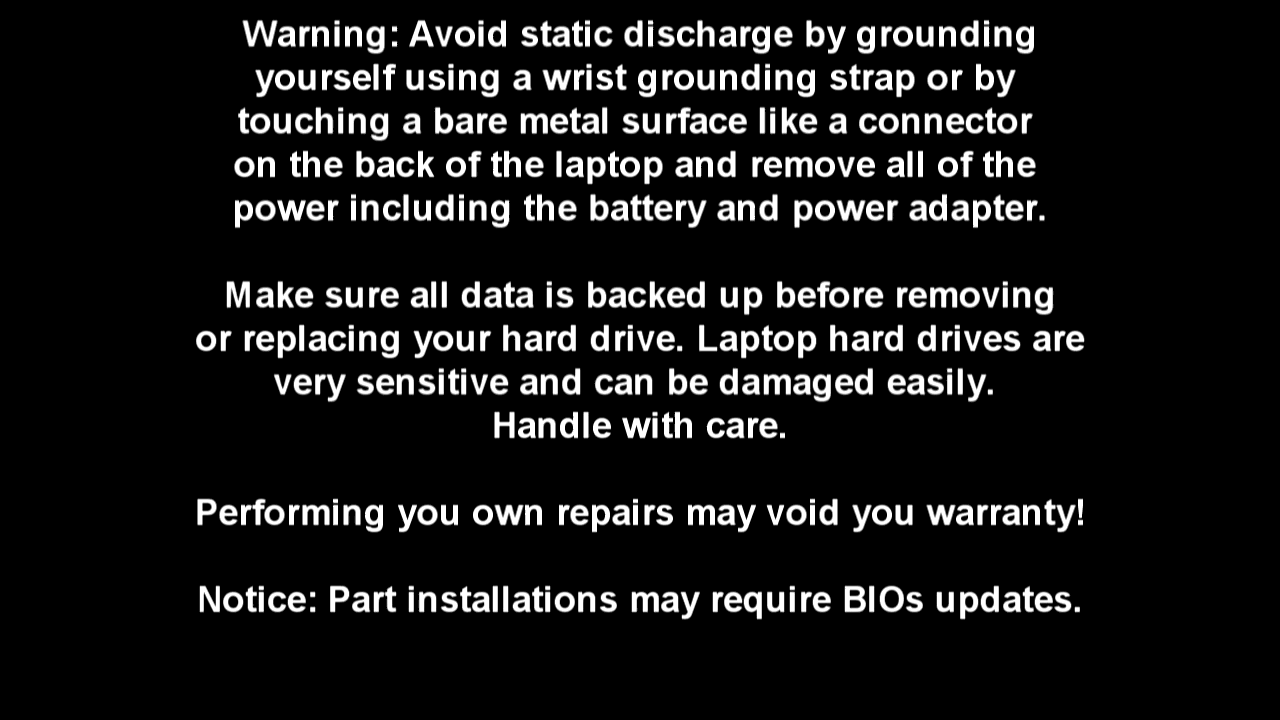 Warning: Avoid static discharge by grounding
yourself using a wrist grounding strap or by
touching a bare metal surface like a connector
on the back of the laptop and remove all of the
power including the battery and power adapter.
Make sure all data is backed up before removing
or replacing your hard drive. Laptop hard drives are
very sensitive and can be damaged easily.
Handle with care.
Performing you own repairs may void you warranty!
Notice: Part installations may require BIOs updates.